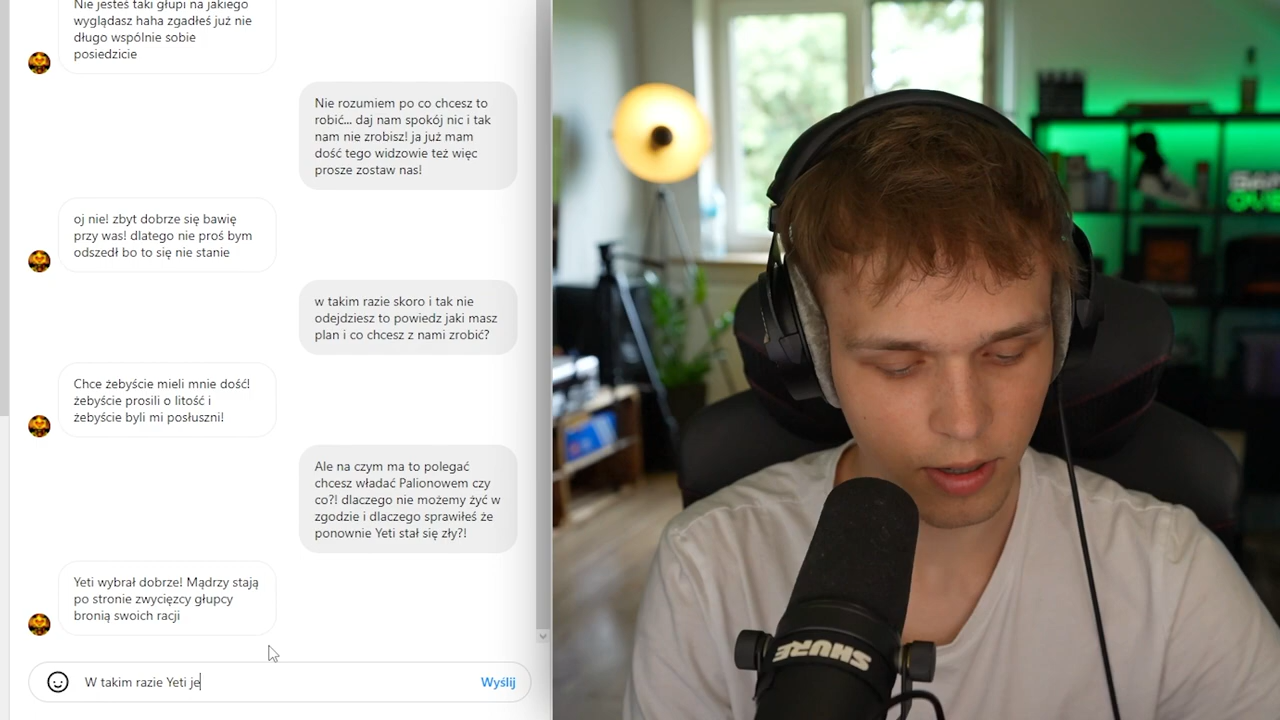 Nie jesteś taki głupi na jakiego
wyglądasz haha zgadłeś już nie
długo wspólnie sobie
posiedzicie
Nie rozumiem po co chcesz to
robić... daj nam spokój nic i tak
nam nie zrobisz! ja już mam
dość tego widzowie też więc
prosze zostaw nas!
oj nie! zbyt dobrze się bawię
przy was! dlatego nie proś bym
odszedł bo to się nie stanie
w takim razie skoro i tak nie
odejdziesz to powiedz jaki masz
plan i co chcesz z nami zrobić?
Chce żebyście mieli mnie dość!
żebyście prosili o litość i
żebyście byli mi posłuszni!
Ale na czym ma to polegać
chcesz władać Palionowem czy
co?! dlaczego nie możemy żyć w
zgodzie i dlaczego sprawiłeś że
ponownie Yeti stał się zły?!
Yeti wybrał dobrze! Mądrzy stają
po stronie zwycięzcy głupcy
bronią swoich racji
W takim razie Yeti je
Wyślij
SHURE